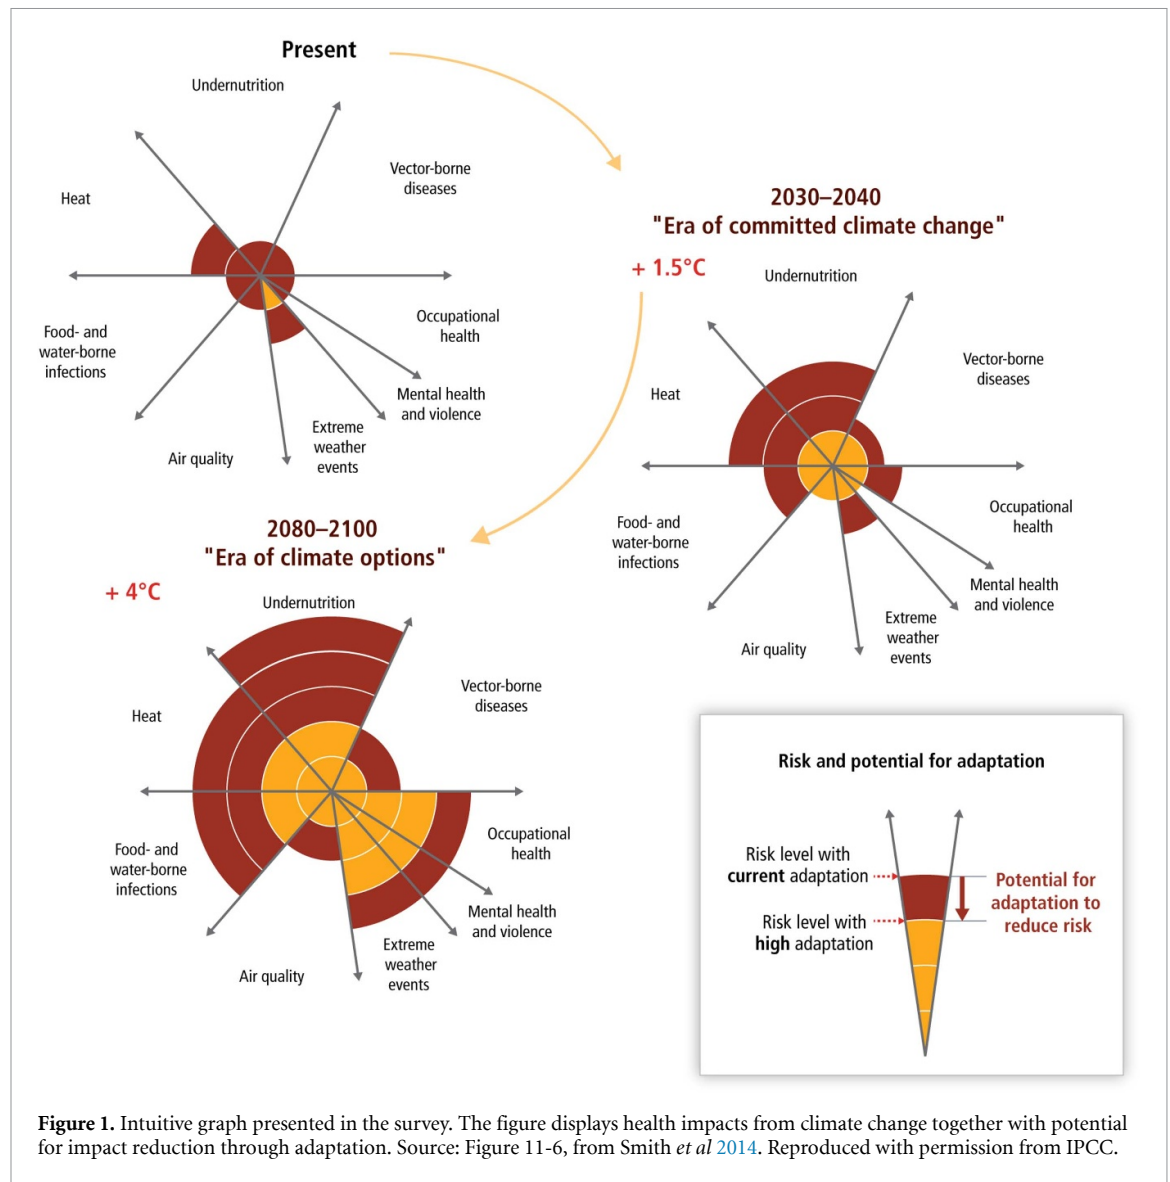 Present
Undernutrition
Vector-borne
diseases
Heat
Food- and
water-borne
infections
Occupational
health
Mental health
and violence
Extreme
weather
events
Air quality
2030–2040
"Era of committed climate change"
+ 1.5°C
Undernutrition
Vector-borne
diseases
Heat
Occupational
health
Food- and
water-borne
infections
Mental health
and violence
Extreme
weather
events
Air quality
2080–2100
"Era of climate options"
+ 4°C
Undernutrition
Vector-borne
diseases
Heat
Occupational
health
Food- and
water-borne
infections
Mental health
and violence
Extreme
weather
events
Air quality
Risk and potential for adaptation
Risk level with
current adaptation
Risk level with
high adaptation
Potential for
adaptation to
reduce risk
Figure 1. Intuitive graph presented in the survey. The figure displays health impacts from climate change together with potential
for impact reduction through adaptation. Source: Figure 11-6, from Smith et al 2014. Reproduced with permission from IPCC.